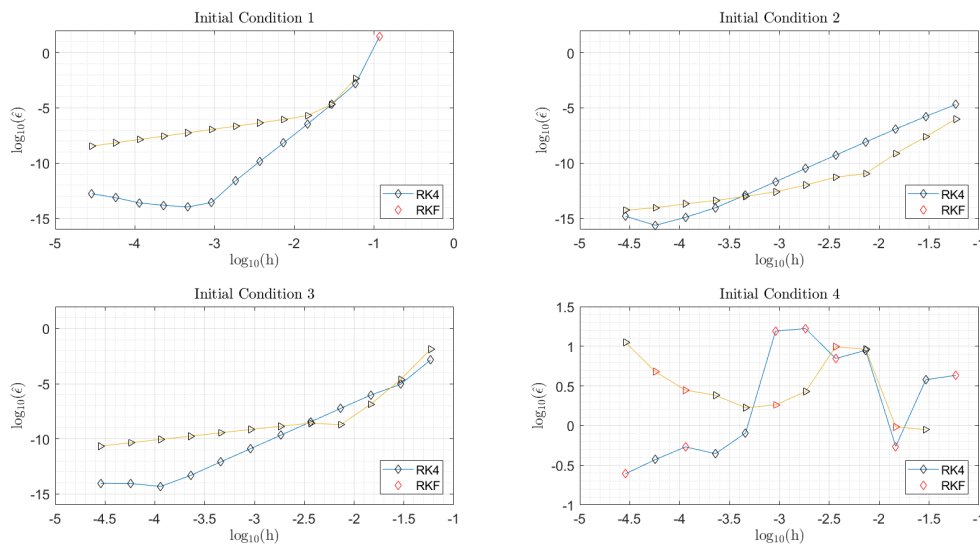 Initial Condition 1
log10(ϵ̂)
0
-5
-10
-15
-5 -4 -3 -2 -1 0
log10(h)
RK4
RKF
Initial Condition 2
log10(ϵ̂)
0
-5
-10
-15
-5 -4.5 -4 -3.5 -3 -2.5 -2 -1.5 -1
log10(h)
RK4
RKF
Initial Condition 3
log10(ϵ̂)
0
-5
-10
-15
-5 -4.5 -4 -3.5 -3 -2.5 -2 -1.5 -1
log10(h)
RK4
RKF
Initial Condition 4
log10(ϵ̂)
1.5
1
0.5
0
-0.5
-1
-5 -4.5 -4 -3.5 -3 -2.5 -2 -1.5 -1
log10(h)
RK4
RKF